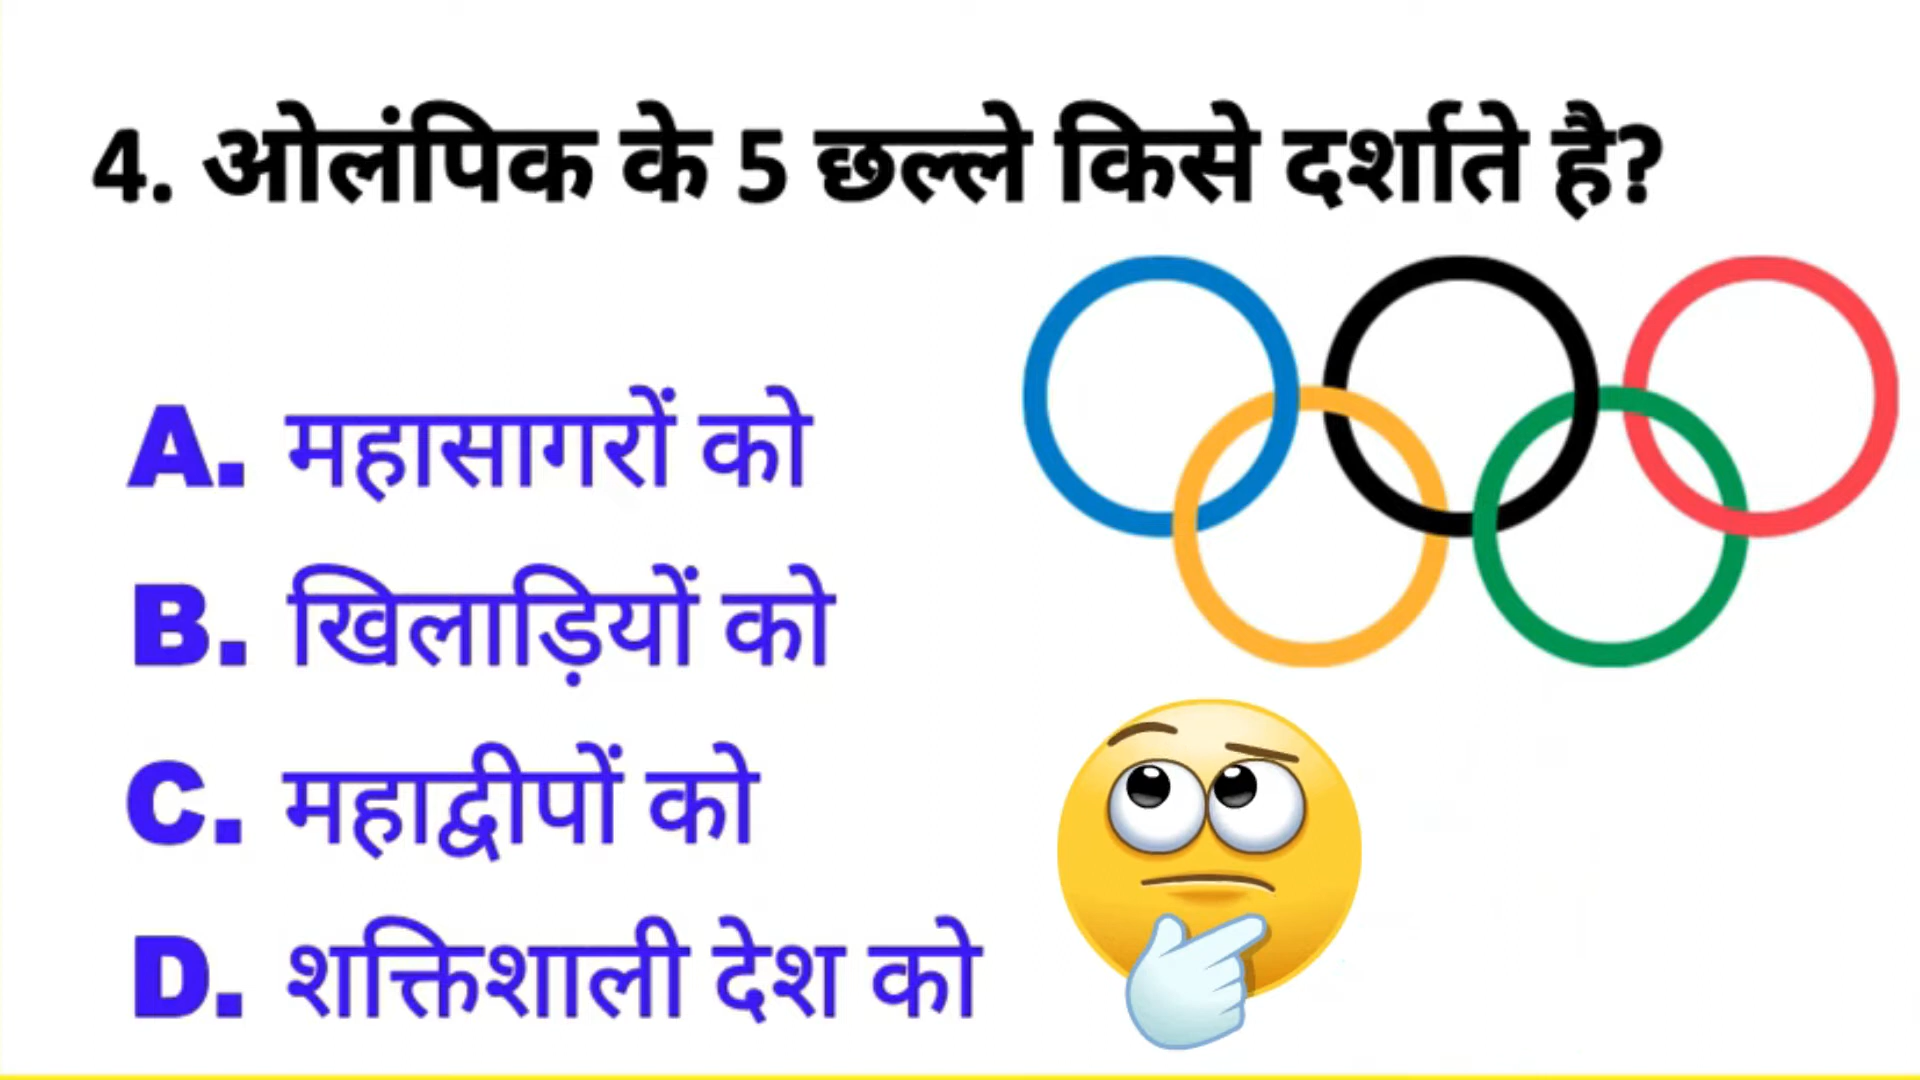 4. ओलंपिक के 5 छल्ले किसे दर्शाते है?
A. महासागरों को
B. खिलाड़ियों को
C. महाद्वीपों को
D. शक्तिशाली देश को